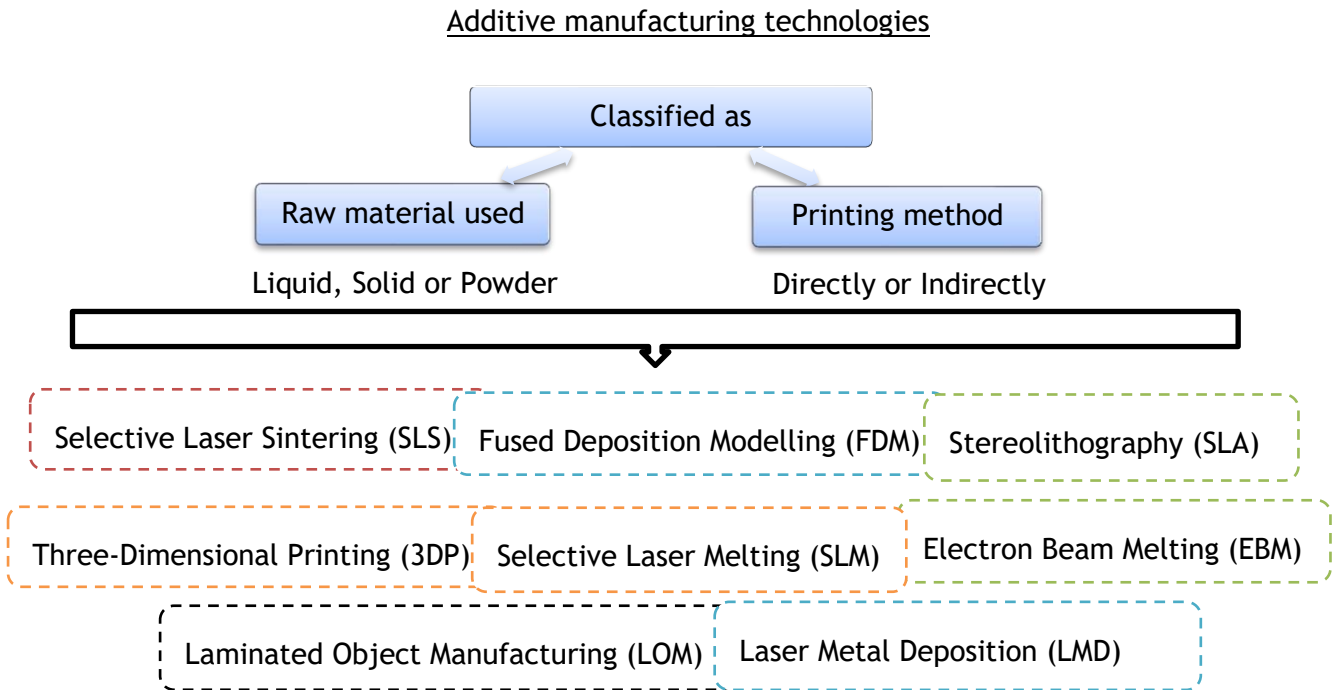 Additive manufacturing technologies
Classified as
Raw material used
Printing method
Liquid, Solid or Powder
Directly or Indirectly
Selective Laser Sintering (SLS)
Fused Deposition Modelling (FDM)
Stereolithography (SLA)
Three-Dimensional Printing (3DP)
Selective Laser Melting (SLM)
Electron Beam Melting (EBM)
Laminated Object Manufacturing (LOM)
Laser Metal Deposition (LMD)